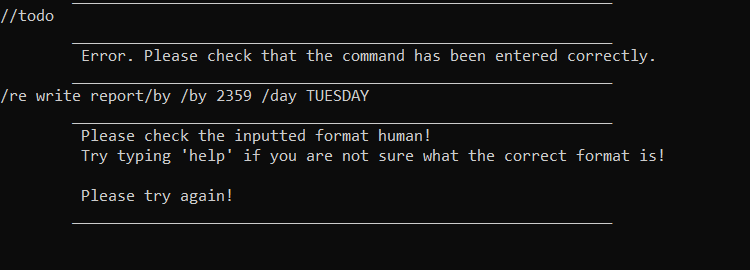 //todo
Error. Please check that the command has been entered correctly.
/re write report/by /by 2359 /day TUESDAY
Please check the inputted format human!
Try typing 'help' if you are not sure what the correct format is!
Please try again!